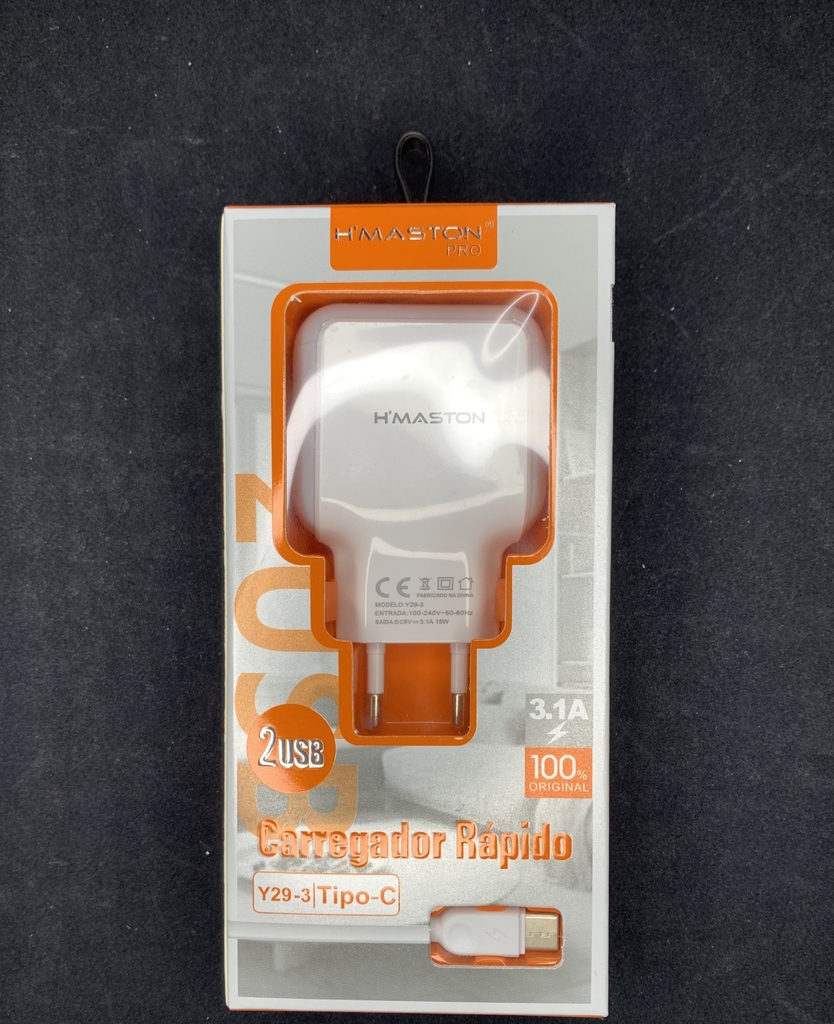 H'MASTON®
PRO
H'MASTON
CE
FABRICADO NA CHINA
MODELO:Y29-3
ENTRADA:100-240V~50-60Hz
SAÍDA:DC5V⎓3.1A 15W
2USB
2USB
3.1A
100%
ORIGINAL
Carregador Rápido
Y29-3|Tipo-C